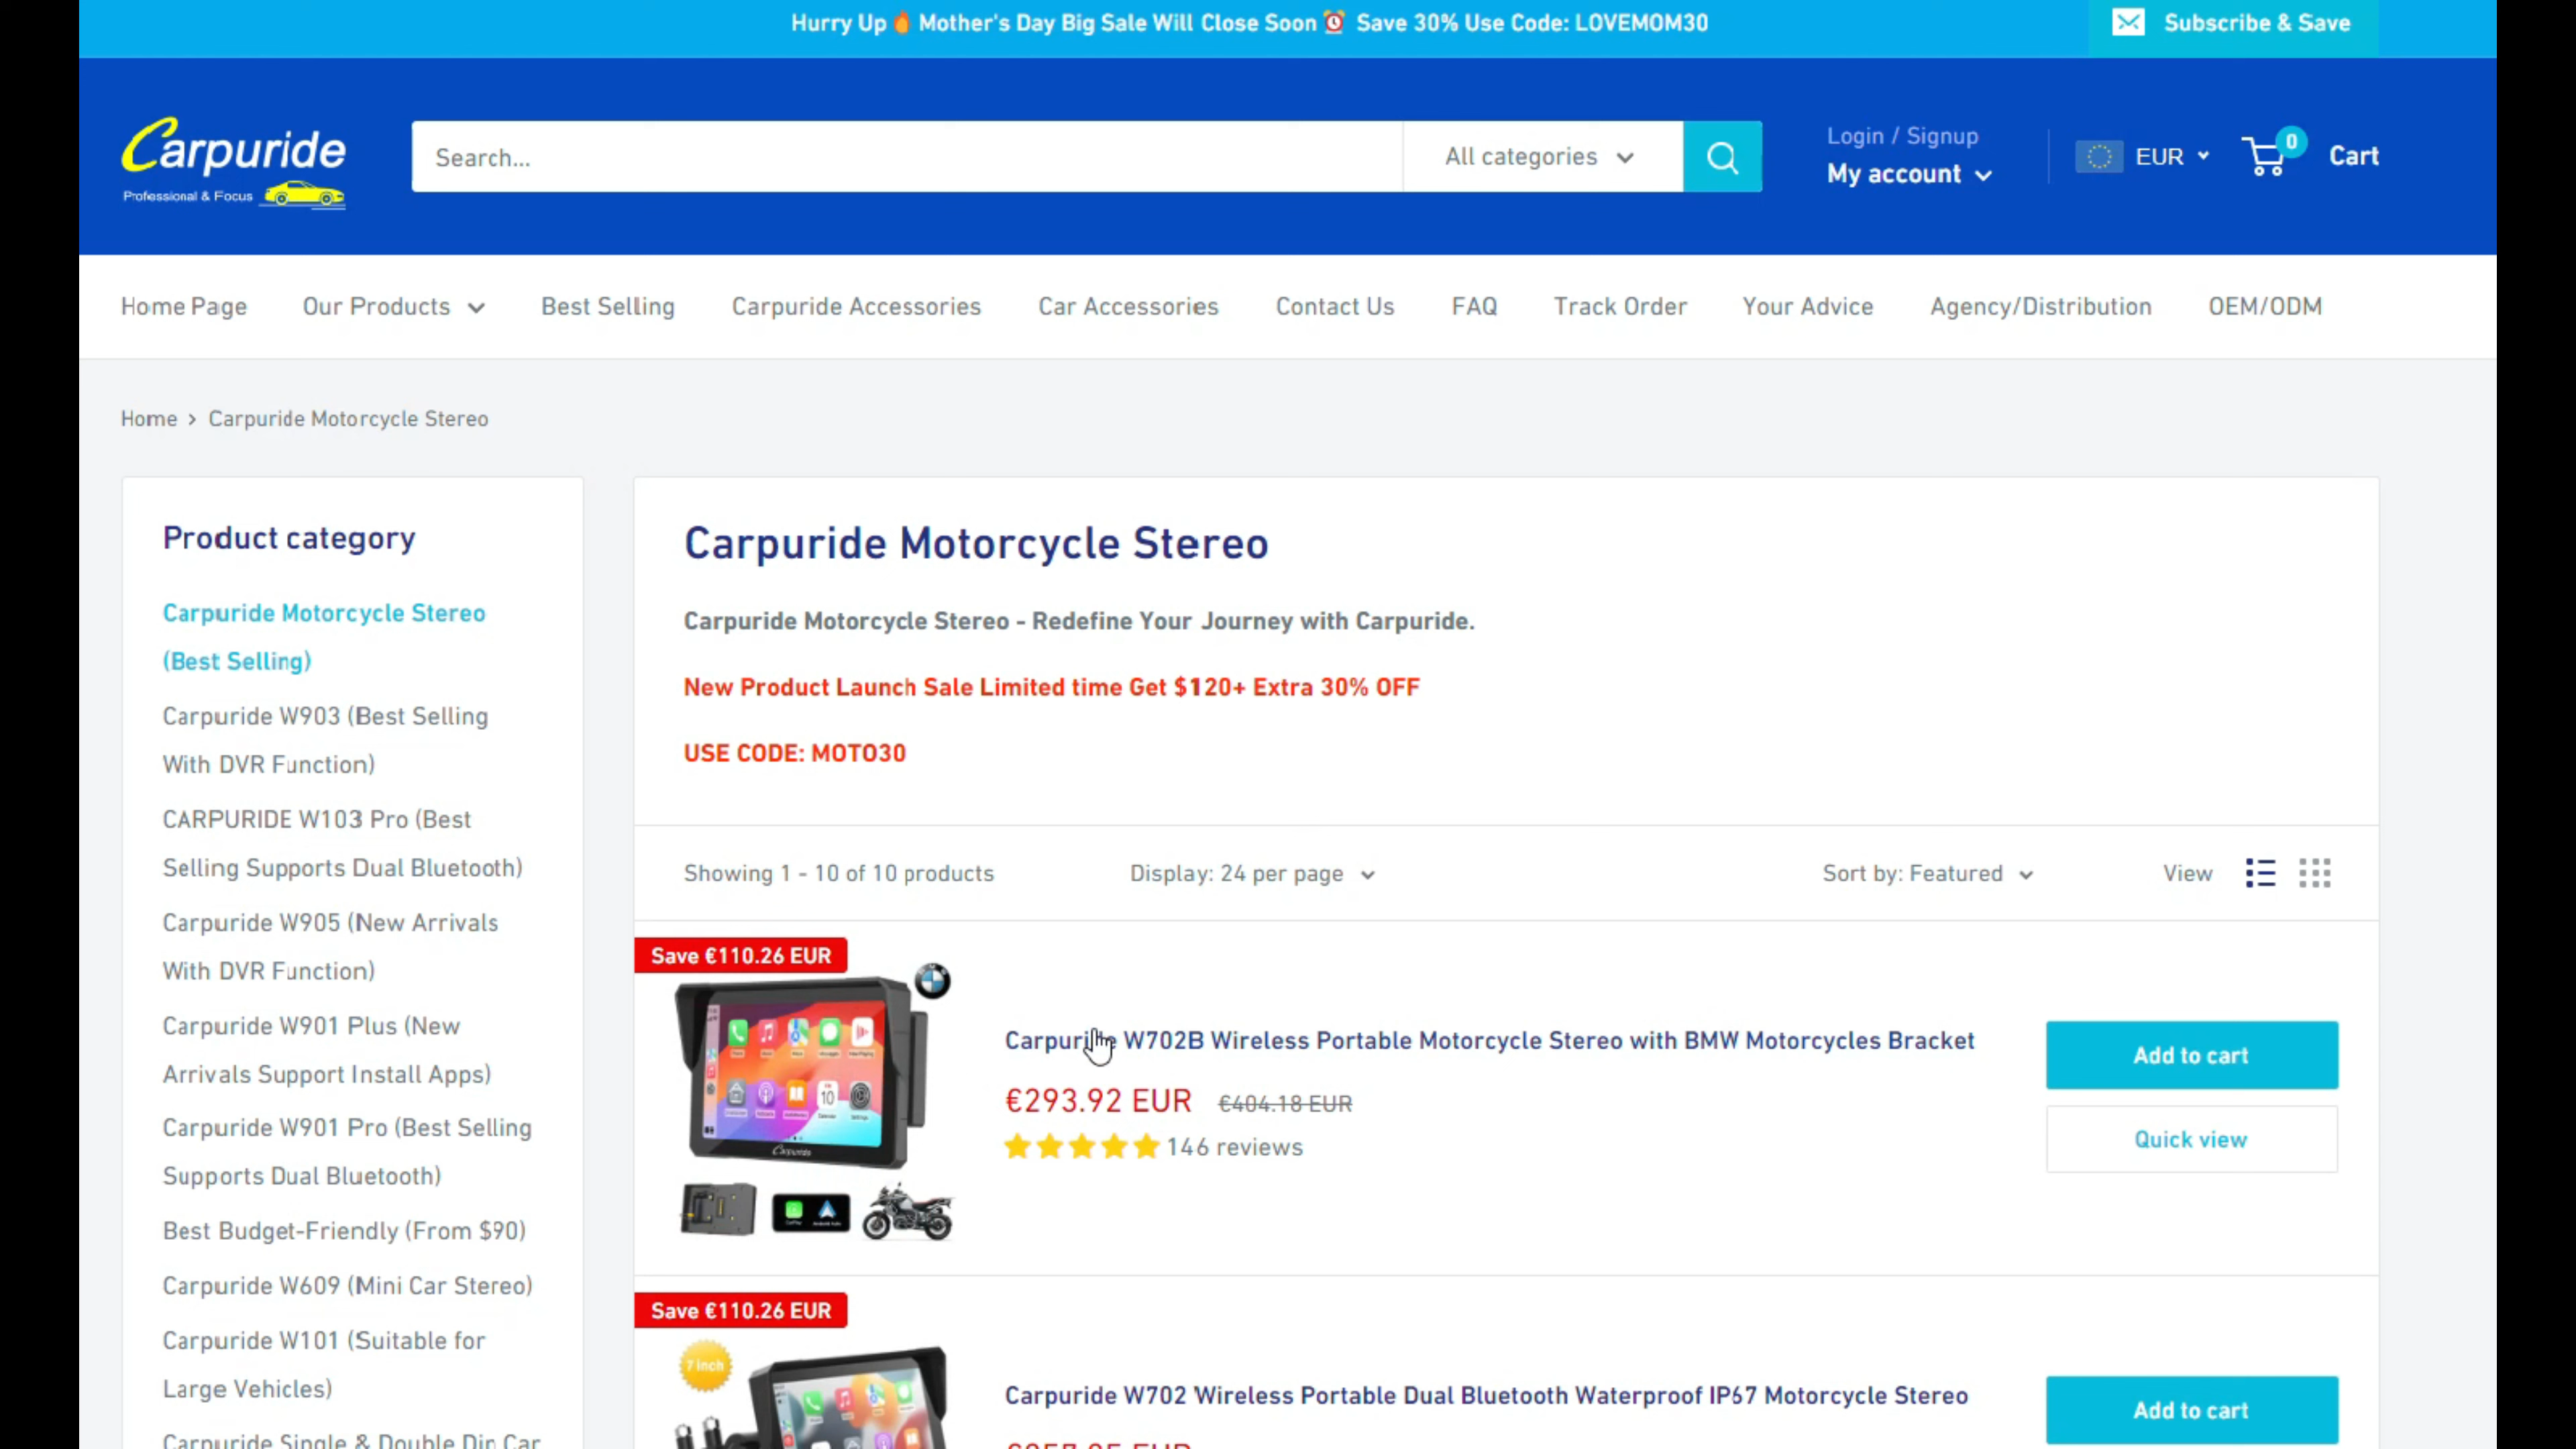 Hurry Up🔥 Mother's Day Big Sale Will Close Soon⏰ Save 30% Use Code: LOVEMOM30
Subscribe & Save
Carpuride
Professional & Focus
Search...
All categories
Login / Signup
My account
EUR
0
Cart
Home Page
Our Products
Best Selling
Carpuride Accessories
Car Accessories
Contact Us
FAQ
Track Order
Your Advice
Agency/Distribution
OEM/ODM
Home > Carpuride Motorcycle Stereo
Product category
Carpuride Motorcycle Stereo
(Best Selling)
Carpuride W903 (Best Selling
With DVR Function)
CARPURIDE W103 Pro (Best
Selling Supports Dual Bluetooth)
Carpuride W905 (New Arrivals
With DVR Function)
Carpuride W901 Plus (New
Arrivals Support Install Apps)
Carpuride W901 Pro (Best Selling
Supports Dual Bluetooth)
Best Budget-Friendly (From $90)
Carpuride W609 (Mini Car Stereo)
Carpuride W101 (Suitable for
Large Vehicles)
Carpuride Single & Double Din Car
Carpuride Motorcycle Stereo
Carpuride Motorcycle Stereo - Redefine Your Journey with Carpuride.
New Product Launch Sale Limited time Get $120+ Extra 30% OFF
USE CODE: MOTO30
Showing 1 - 10 of 10 products
Display: 24 per page
Sort by: Featured
View
Save €110.26 EUR
10
Carpuride
Carpuride W702B Wireless Portable Motorcycle Stereo with BMW Motorcycles Bracket
€293.92 EUR €404.18 EUR
146 reviews
Add to cart
Quick view
Save €110.26 EUR
7 inch
Carpuride W702 Wireless Portable Dual Bluetooth Waterproof IP67 Motorcycle Stereo
Add to cart